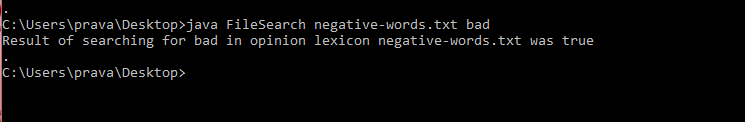 .
C:\Users\prava\Desktop>java FileSearch negative-words.txt bad
Result of searching for bad in opinion lexicon negative-words.txt was true
.
C:\Users\prava\Desktop>